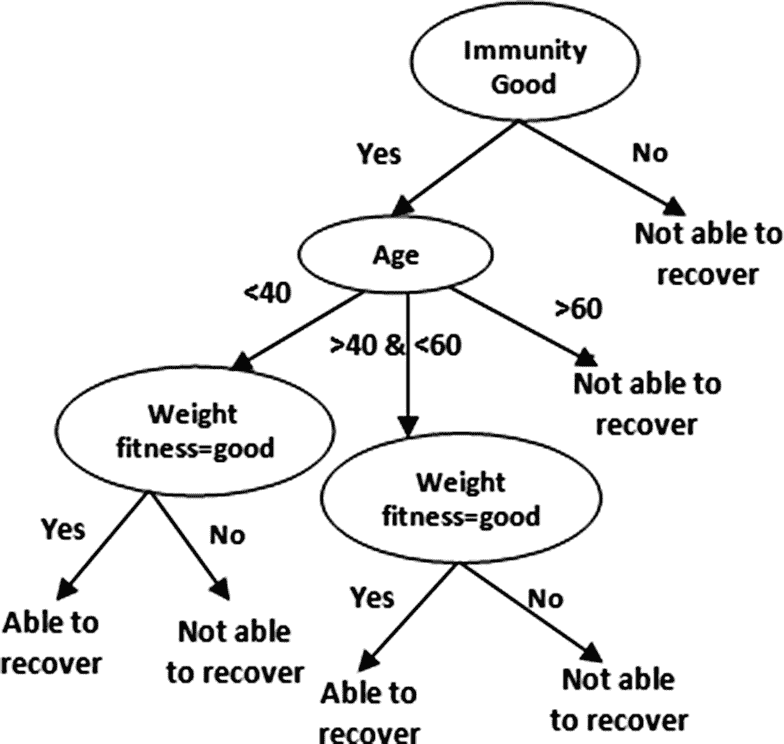 Immunity
Good
Yes
No
Not able to
recover
Age
<40
>40 & <60
>60
Not able to
recover
Weight
fitness=good
Weight
fitness=good
Yes
No
Able to
recover
Not able
to recover
Yes
No
Able to
recover
Not able
to recover